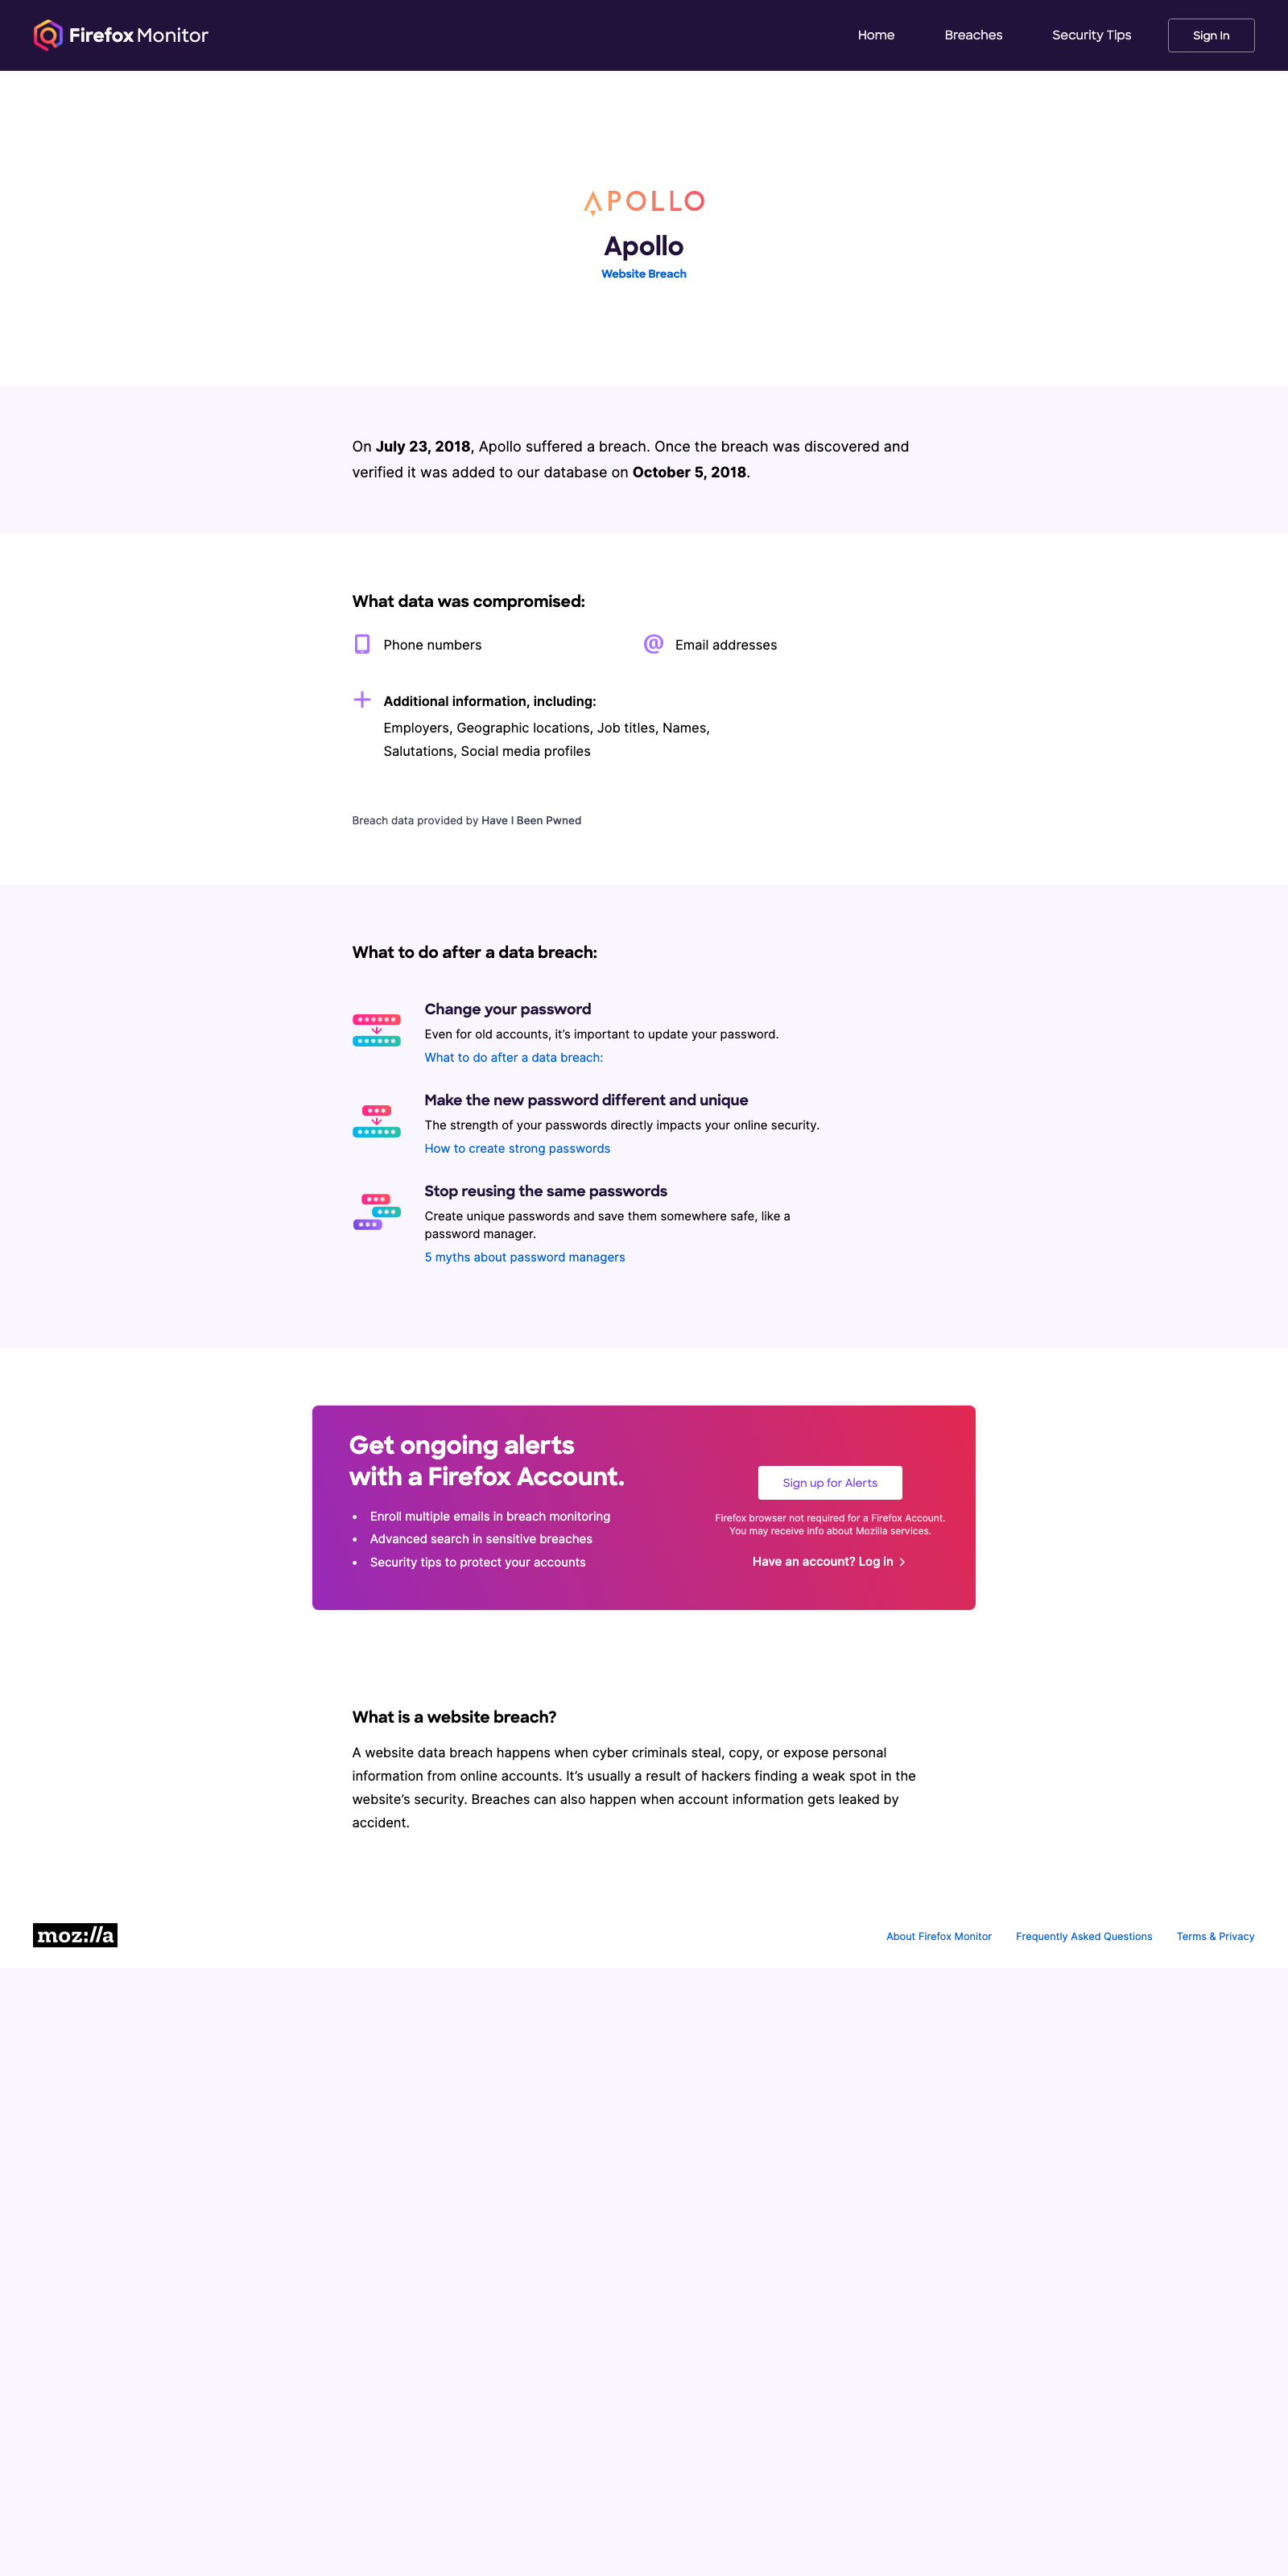 Firefox Monitor
Home
Breaches
Security Tips
Sign In
APOLLO
Apollo
Website Breach
On July 23, 2018, Apollo suffered a breach. Once the breach was discovered and
verified it was added to our database on October 5, 2018.
What data was compromised:
Phone numbers
@ Email addresses
Additional information, including:
Employers, Geographic locations, Job titles, Names,
Salutations, Social media profiles
Breach data provided by Have I Been Pwned
What to do after a data breach:
Change your password
Even for old accounts, it’s important to update your password.
What to do after a data breach:
Make the new password different and unique
The strength of your passwords directly impacts your online security.
How to create strong passwords
Stop reusing the same passwords
Create unique passwords and save them somewhere safe, like a
password manager.
5 myths about password managers
Get ongoing alerts
with a Firefox Account.
• Enroll multiple emails in breach monitoring
• Advanced search in sensitive breaches
• Security tips to protect your accounts
Sign up for Alerts
Firefox browser not required for a Firefox Account.
You may receive info about Mozilla services.
Have an account? Log in
What is a website breach?
A website data breach happens when cyber criminals steal, copy, or expose personal
information from online accounts. It’s usually a result of hackers finding a weak spot in the
website’s security. Breaches can also happen when account information gets leaked by
accident.
moz://a
About Firefox Monitor
Frequently Asked Questions
Terms & Privacy